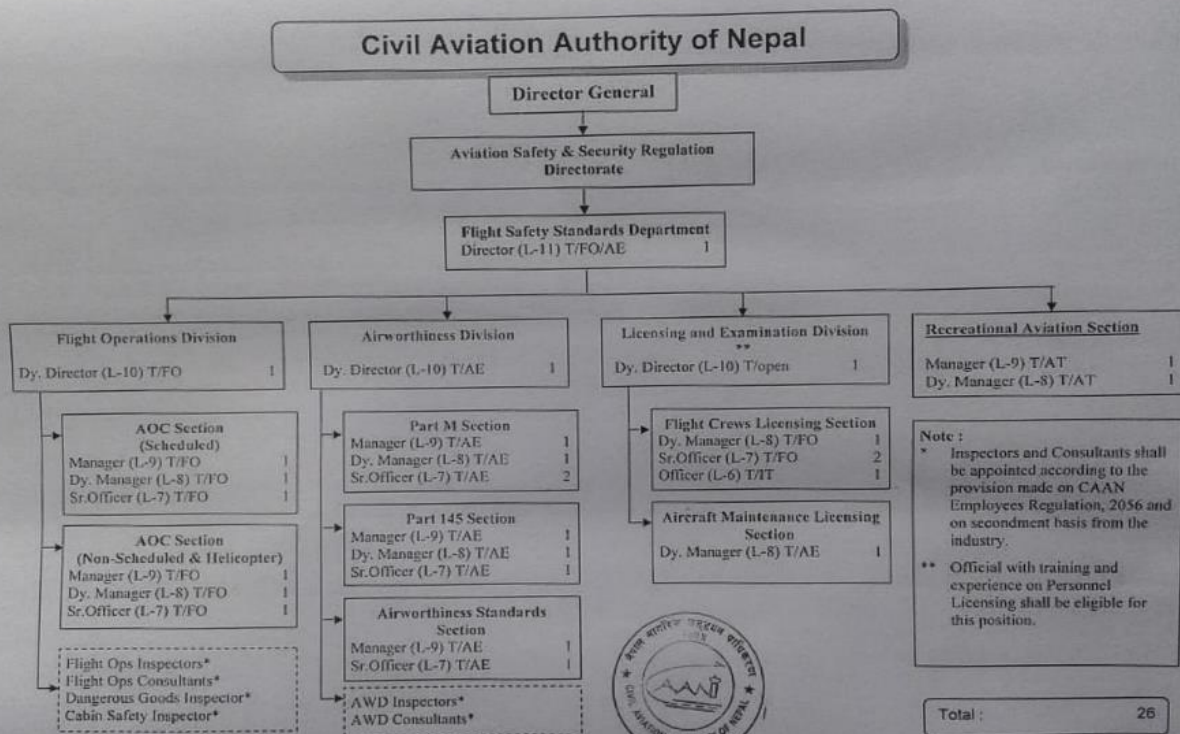 Civil Aviation Authority of Nepal
Director General
Aviation Safety & Security Regulation
Directorate
Flight Safety Standards Department
Director (L-11) T/FO/AE 1
Flight Operations Division
Dy. Director (L-10) T/FO 1
AOC Section
(Scheduled)
Manager (L-9) T/FO 1
Dy. Manager (L-8) T/FO 1
Sr.Officer (L-7) T/FO 1
AOC Section
(Non-Scheduled & Helicopter)
Manager (L-9) T/FO 1
Dy. Manager (L-8) T/FO 1
Sr.Officer (L-7) T/FO 1
Flight Ops Inspectors*
Flight Ops Consultants*
Dangerous Goods Inspector*
Cabin Safety Inspector*
Airworthiness Division
Dy. Director (L-10) T/AE 1
Part M Section
Manager (L-9) T/AE 1
Dy. Manager (L-8) T/AE 1
Sr.Officer (L-7) T/AE 2
Part 145 Section
Manager (L-9) T/AE 1
Dy. Manager (L-8) T/AE 1
Sr.Officer (L-7) T/AE 1
Airworthiness Standards
Section
Manager (L-9) T/AE 1
Sr.Officer (L-7) T/AE 1
AWD Inspectors*
AWD Consultants*
Licensing and Examination Division
**
Dy. Director (L-10) T/open 1
Flight Crews Licensing Section
Dy. Manager (L-8) T/FO 1
Sr.Officer (L-7) T/FO 2
Officer (L-6) T/IT 1
Aircraft Maintenance Licensing
Section
Dy. Manager (L-8) T/AE 1
Recreational Aviation Section
Manager (L-9) T/AT 1
Dy. Manager (L-8) T/AT 1
Note :
* Inspectors and Consultants shall
be appointed according to the
provision made on CAAN
Employees Regulation, 2056 and
on secondment basis from the
industry.
** Official with training and
experience on Personnel
Licensing shall be eligible for
this position.
Total : 26
नेपाल नागरिक उड्डयन प्राधिकरण
CAAN
CIVIL AVIATION OF NEPAL